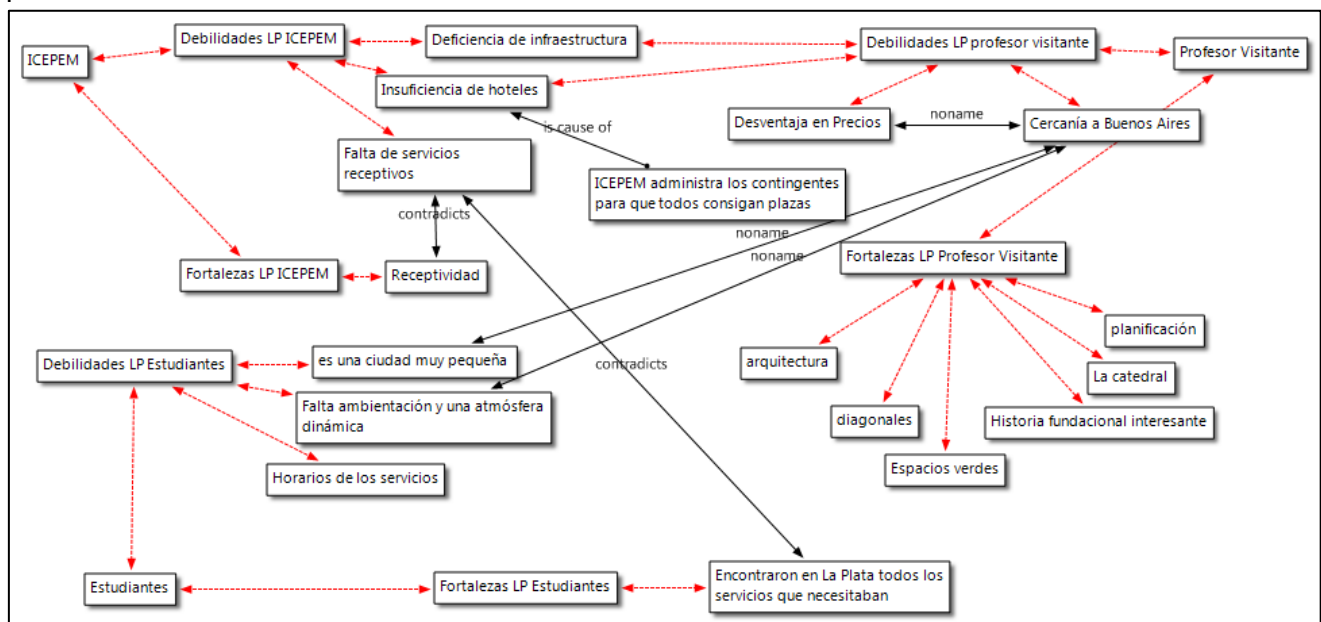 Debilidades LP ICEPEM
Deficiencia de infraestructura
Debilidades LP profesor visitante
Profesor Visitante
ICEPEM
Insuficiencia de hoteles
Desventaja en Precios
noname
Cercanía a Buenos Aires
is cause of
Falta de servicios
receptivos
ICEPEM administra los contingentes
para que todos consigan plazas
contradicts
noname
noname
Fortalezas LP ICEPEM
Receptividad
Fortalezas LP Profesor Visitante
planificación
Debilidades LP Estudiantes
es una ciudad muy pequeña
contradicts
arquitectura
La catedral
Falta ambientación y una atmósfera
dinámica
diagonales
Historia fundacional interesante
Horarios de los servicios
Espacios verdes
Estudiantes
Fortalezas LP Estudiantes
Encontraron en La Plata todos los
servicios que necesitaban